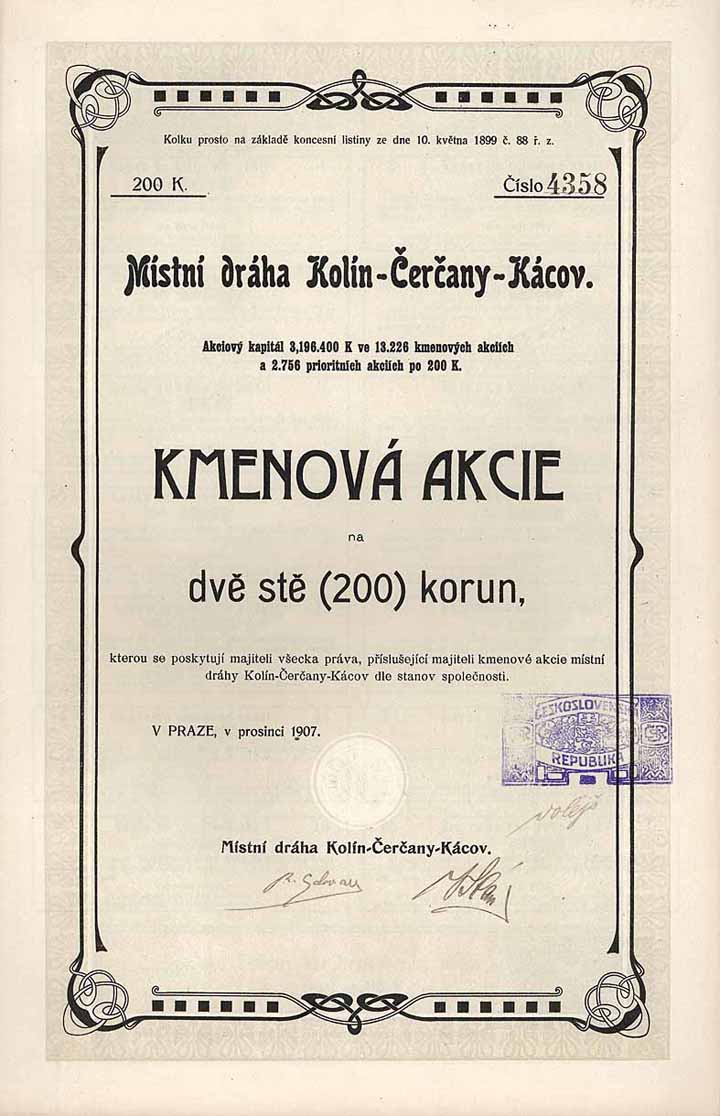 Kolku prosto na základě koncesní listiny ze dne 10. května 1899 č. 88 ř. z.
200 K.
Číslo 4358
Místní dráha Kolín-Čerčany-Kácov.
Akciový kapitál 3,196.400 K ve 13.226 kmenových akciích
a 2.756 prioritních akciích po 200 K.
KMENOVÁ AKCIE
na
dvě stě (200) korun,
kterou se poskytují majiteli všecka práva, příslušející majiteli kmenové akcie místní
dráhy Kolín-Čerčany-Kácov dle stanov společnosti.
ČESKOSLOVENSKÁ
REPUBLIKA
V PRAZE, v prosinci 1907.
Místní dráha Kolín-Čerčany-Kácov.